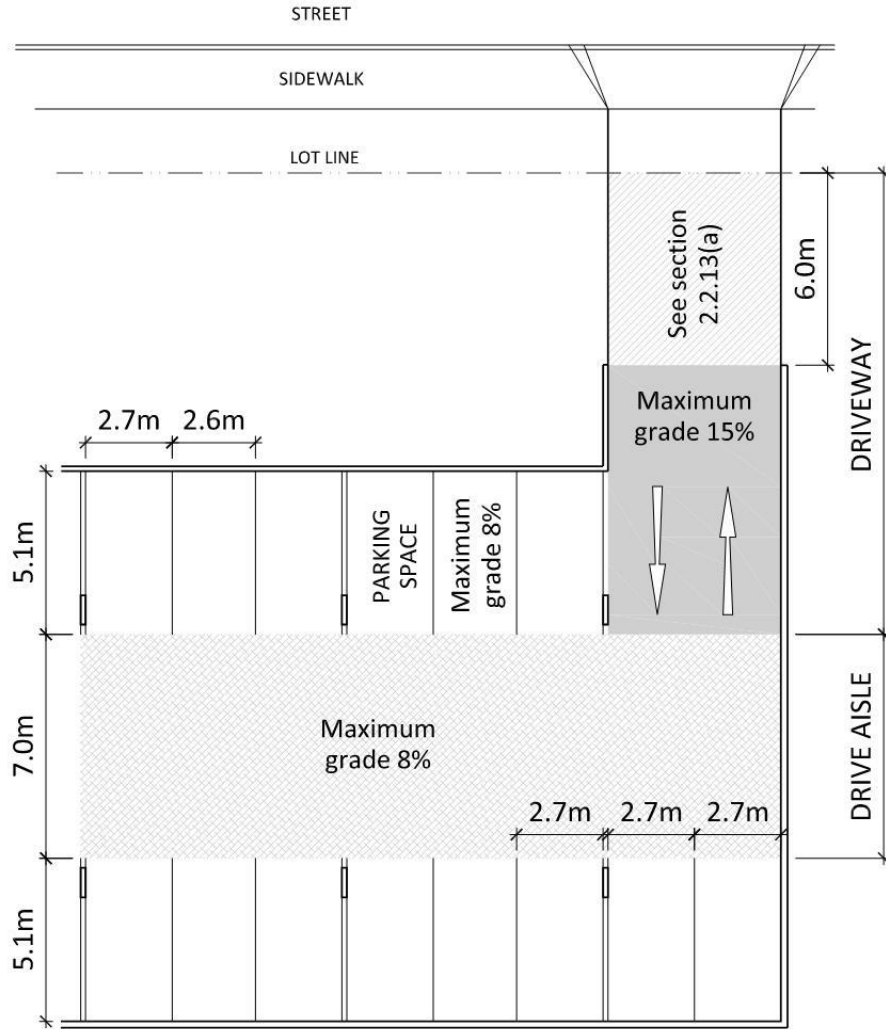 STREET
SIDEWALK
LOT LINE
See section
2.2.13(a)
6.0m
DRIVEWAY
Maximum
grade 15%
2.7m
2.6m
5.1m
PARKING
SPACE
Maximum
grade 8%
7.0m
Maximum
grade 8%
DRIVE AISLE
2.7m
2.7m
2.7m
5.1m